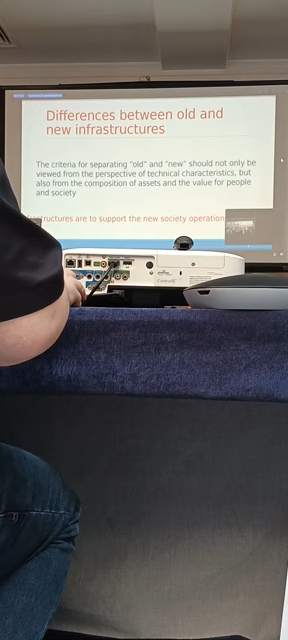 Differences between old and
new infrastructures
The criteria for separating "old" and "new" should not only be
viewed from the perspective of technical characteristics, but
also from the composition of assets and the value for people
and society
structures are to support the new society operation